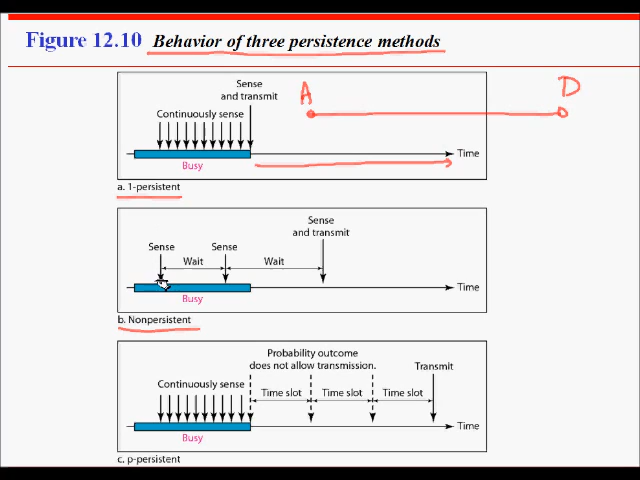 Figure 12.10 Behavior of three persistence methods
Sense
and transmit
A
D
Continuously sense
Time
Busy
a. 1-persistent
Sense
and transmit
Sense
Sense
Wait
Wait
Time
Busy
b. Nonpersistent
Probability outcome
does not allow transmission.
Transmit
Continuously sense
Time slot
Time slot
Time slot
Time
Busy
c. p-persistent